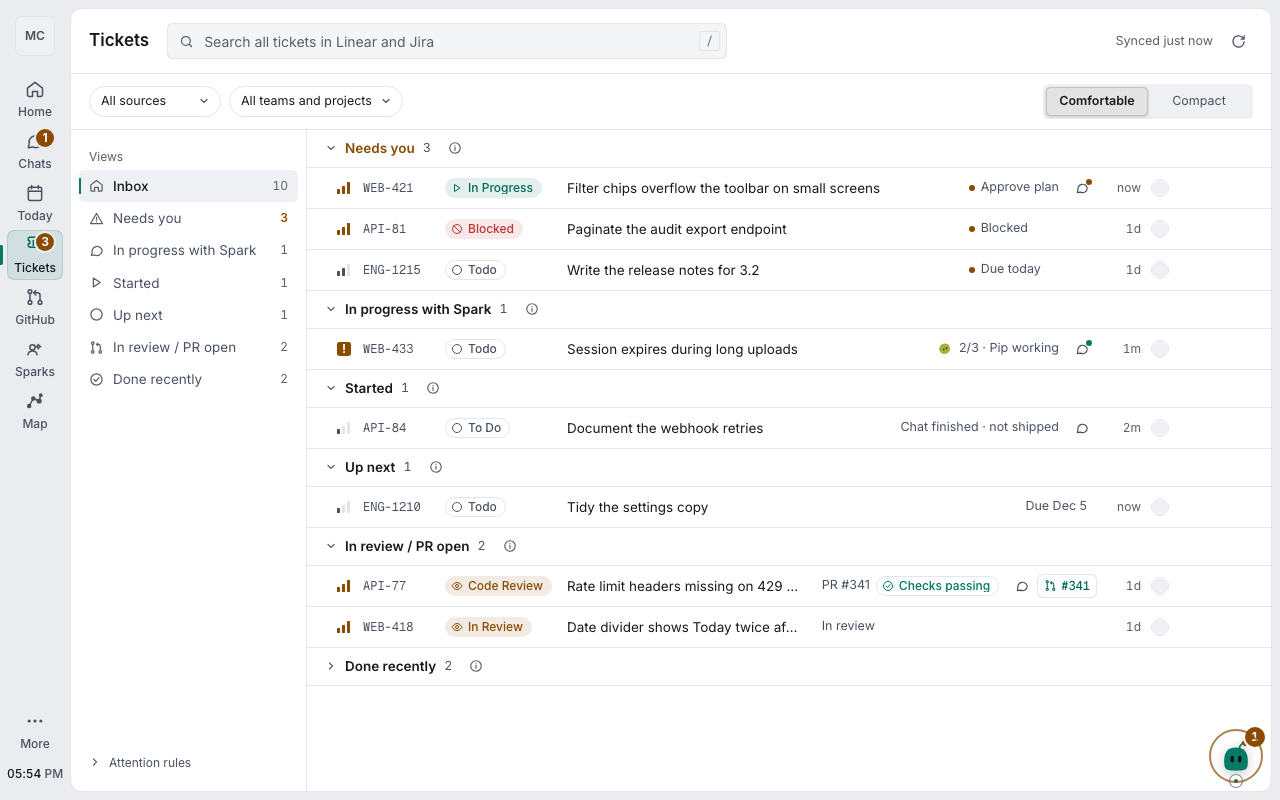 MC
Home
1
Chats
Today
3
Tickets
GitHub
Sparks
Map
More
05:54 PM
Tickets
Search all tickets in Linear and Jira
/
Synced just now
All sources
All teams and projects
Comfortable
Compact
Views
Inbox 10
Needs you 3
In progress with Spark 1
Started 1
Up next 1
In review / PR open 2
Done recently 2
Attention rules
Needs you 3
WEB-421 In Progress Filter chips overflow the toolbar on small screens Approve plan now
API-81 Blocked Paginate the audit export endpoint Blocked 1d
ENG-1215 Todo Write the release notes for 3.2 Due today 1d
In progress with Spark 1
WEB-433 Todo Session expires during long uploads 2/3 · Pip working 1m
Started 1
API-84 To Do Document the webhook retries Chat finished · not shipped 2m
Up next 1
ENG-1210 Todo Tidy the settings copy Due Dec 5 now
In review / PR open 2
API-77 Code Review Rate limit headers missing on 429 ... PR #341 Checks passing #341 1d
WEB-418 In Review Date divider shows Today twice af... In review 1d
Done recently 2
1